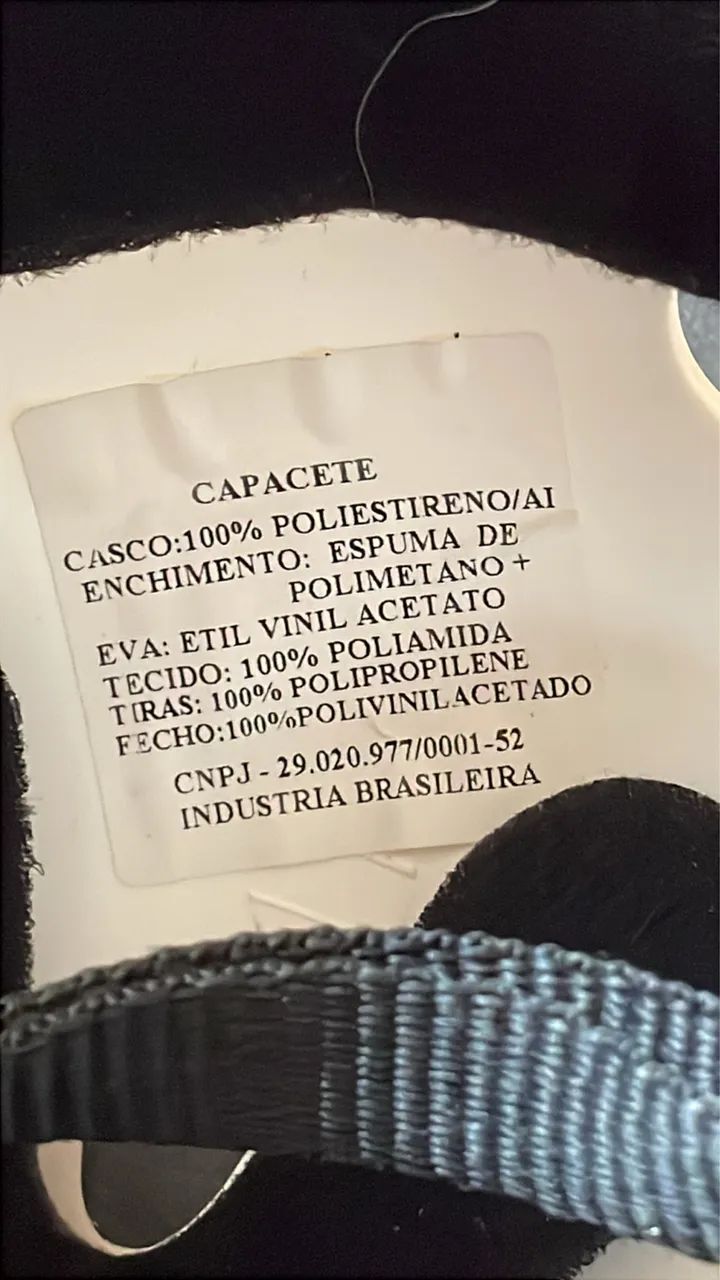 CAPACETE
CASCO:100% POLIESTIRENO/AI
ENCHIMENTO: ESPUMA DE
POLIMETANO +
EVA: ETIL VINIL ACETATO
TECIDO: 100% POLIAMIDA
TIRAS: 100% POLIPROPILENE
FECHO:100%POLIVINILACETADO
CNPJ - 29.020.977/0001-52
INDUSTRIA BRASILEIRA